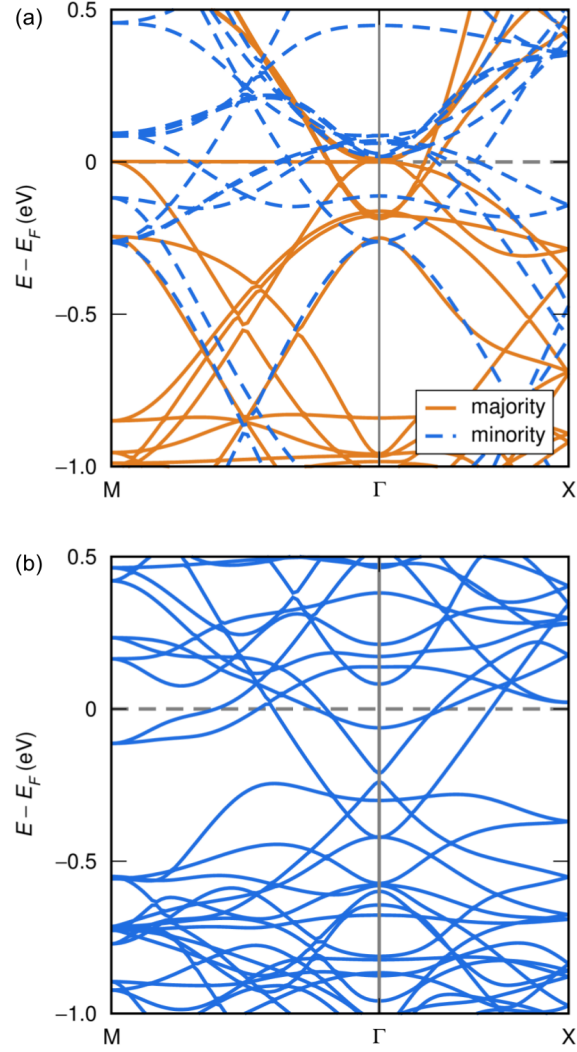 (a)
0.5
0
−0.5
−1.0
E − E_F (eV)
majority
minority
M Γ X
(b)
0.5
0
−0.5
−1.0
E − E_F (eV)
M Γ X